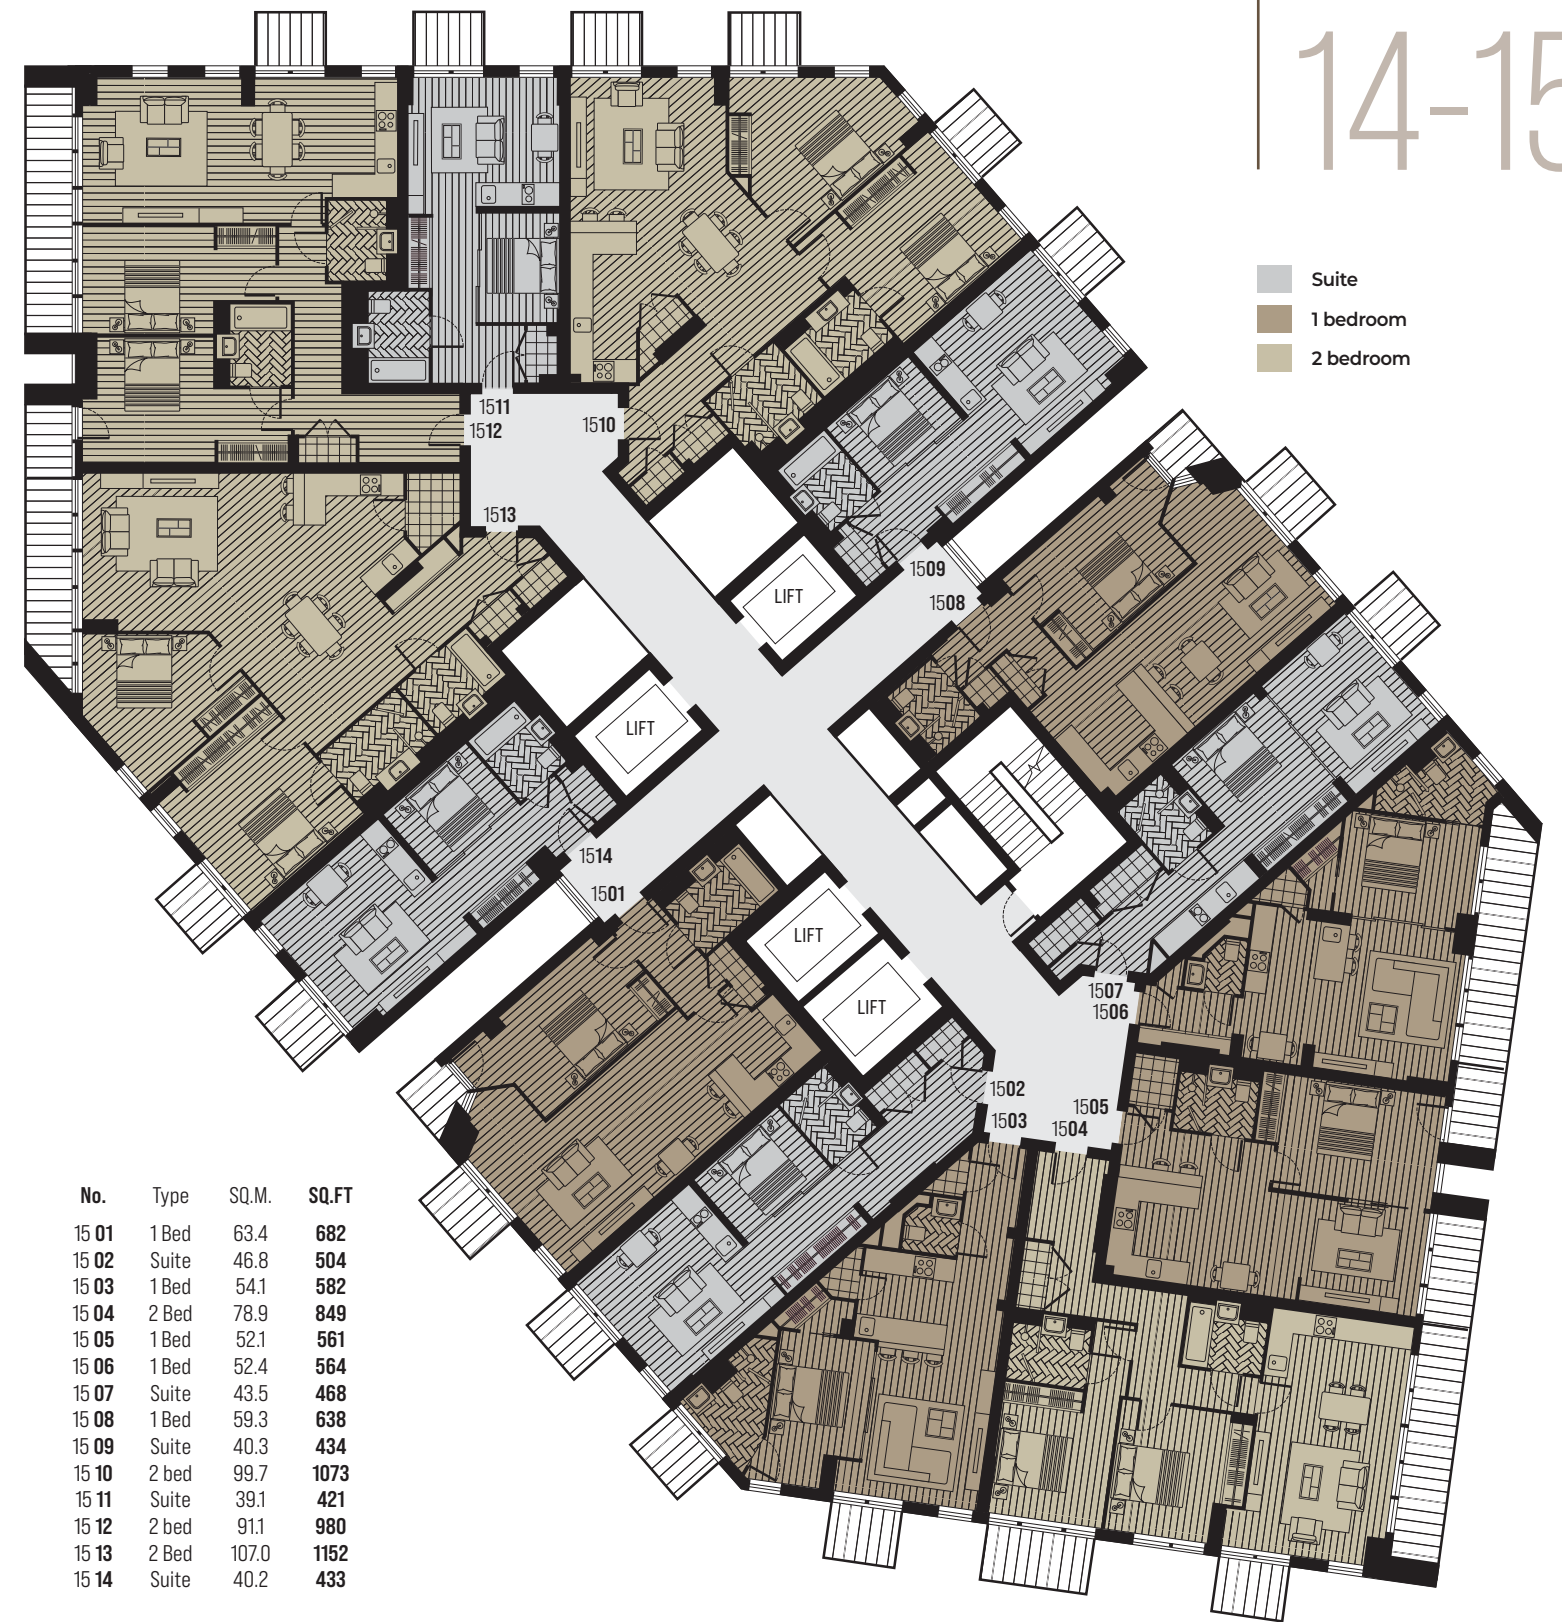 14-15
Suite
1 bedroom
2 bedroom
1511
1512
1510
1513
1509
1508
LIFT
LIFT
1514
1501
LIFT
LIFT
1507
1506
1502
1503
1505
1504
No. Type SQ.M. SQ.FT
15 01 1 Bed 63.4 682
15 02 Suite 46.8 504
15 03 1 Bed 54.1 582
15 04 2 Bed 78.9 849
15 05 1 Bed 52.1 561
15 06 1 Bed 52.4 564
15 07 Suite 43.5 468
15 08 1 Bed 59.3 638
15 09 Suite 40.3 434
15 10 2 bed 99.7 1073
15 11 Suite 39.1 421
15 12 2 bed 91.1 980
15 13 2 Bed 107.0 1152
15 14 Suite 40.2 433